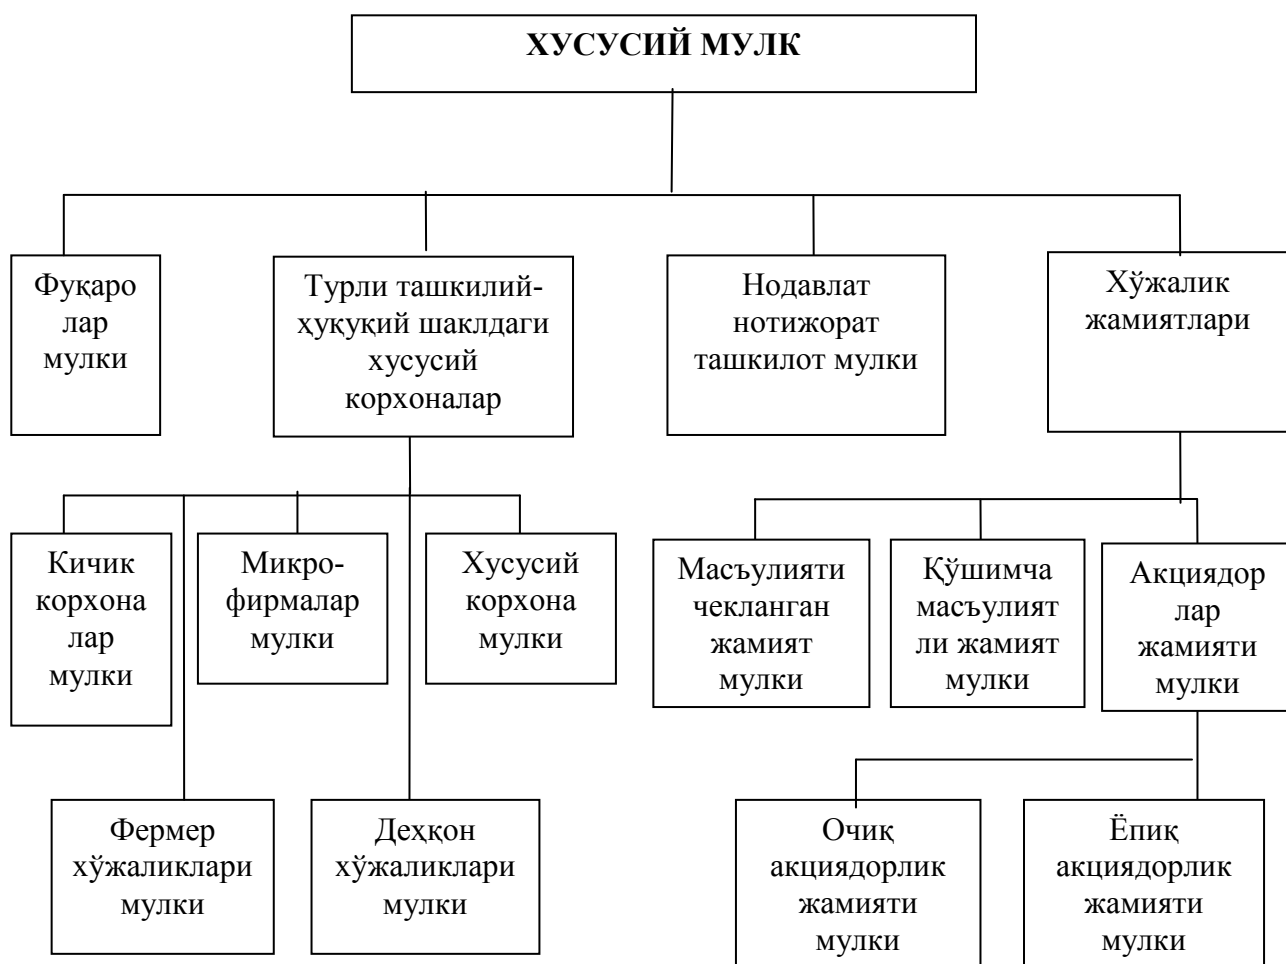 ХУСУСИЙ МУЛК
Фуқаро
лар
мулки
Турли ташкилий-
ҳуқуқий шаклдаги
хусусий
корхоналар
Нодавлат
нотижорат
ташкилот мулки
Хўжалик
жамиятлари
Кичик
корхона
лар
мулки
Микро-
фирмалар
мулки
Хусусий
корхона
мулки
Масъулияти
чекланган
жамият
мулки
Қўшимча
масъулият
ли жамият
мулки
Акциядор
лар
жамияти
мулки
Фермер
хўжаликлари
мулки
Деҳқон
хўжаликлари
мулки
Очиқ
акциядорлик
жамияти
мулки
Ёпиқ
акциядорлик
жамияти
мулки